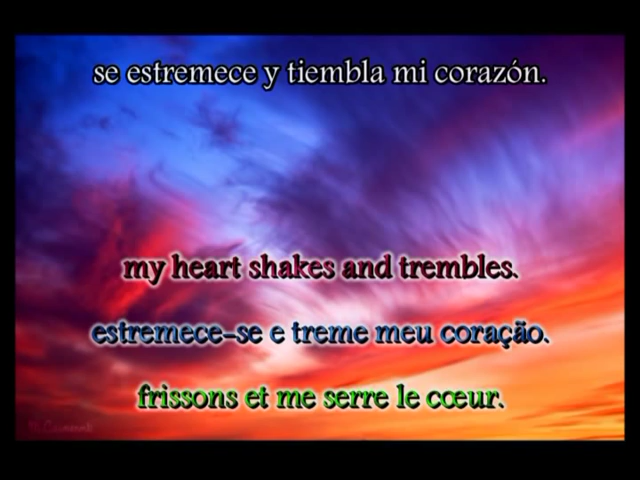 se estremece y tiembla mi corazón.
my heart shakes and trembles.
estremece-se e treme meu coração.
frissons et me serre le cœur.